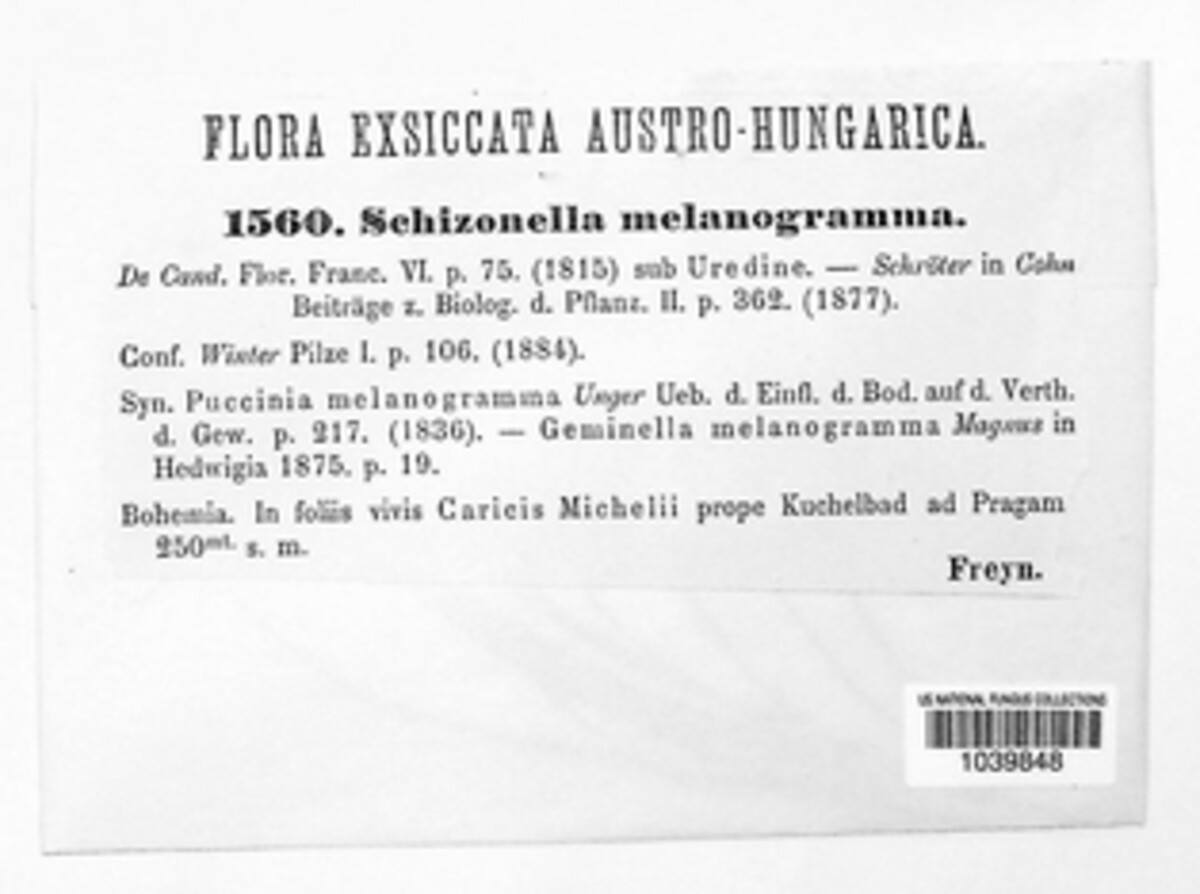 FLORA EXSICCATA AUSTRO-HUNGARICA.
1560. Schizonella melanogramma.
De Cand. Floc. Franc. VI. p. 75. (1815) sub Uredine. — Schröter in Cohn
Beiträge z. Biolog. d. Pflanz. II. p. 362. (1877).
Conf. Winter Pilze I. p. 106. (1884).
Syn. Puccinia melanogramma Unger Ueb. d. Einfl. d. Bod. auf d. Verth.
d. Gew. p. 217. (1836). — Geminella melanogramma Magnus in
Hedwigia 1875. p. 19.
Bohemia. In foliis vivis Caricis Michelii prope Kuchelbad ad Pragam
250mt. s. m.
Freyn.
US NATIONAL FUNGUS COLLECTIONS
1039848